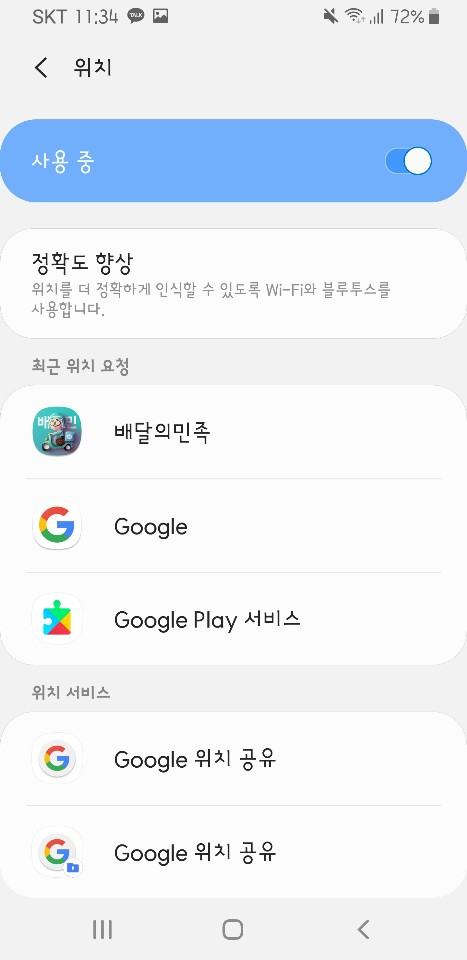 SKT 11:34 TALK 72%
위치
사용 중
정확도 향상
위치를 더 정확하게 인식할 수 있도록 Wi-Fi와 블루투스를
사용합니다.
최근 위치 요청
배달의민족
Google
Google Play 서비스
위치 서비스
Google 위치 공유
Google 위치 공유